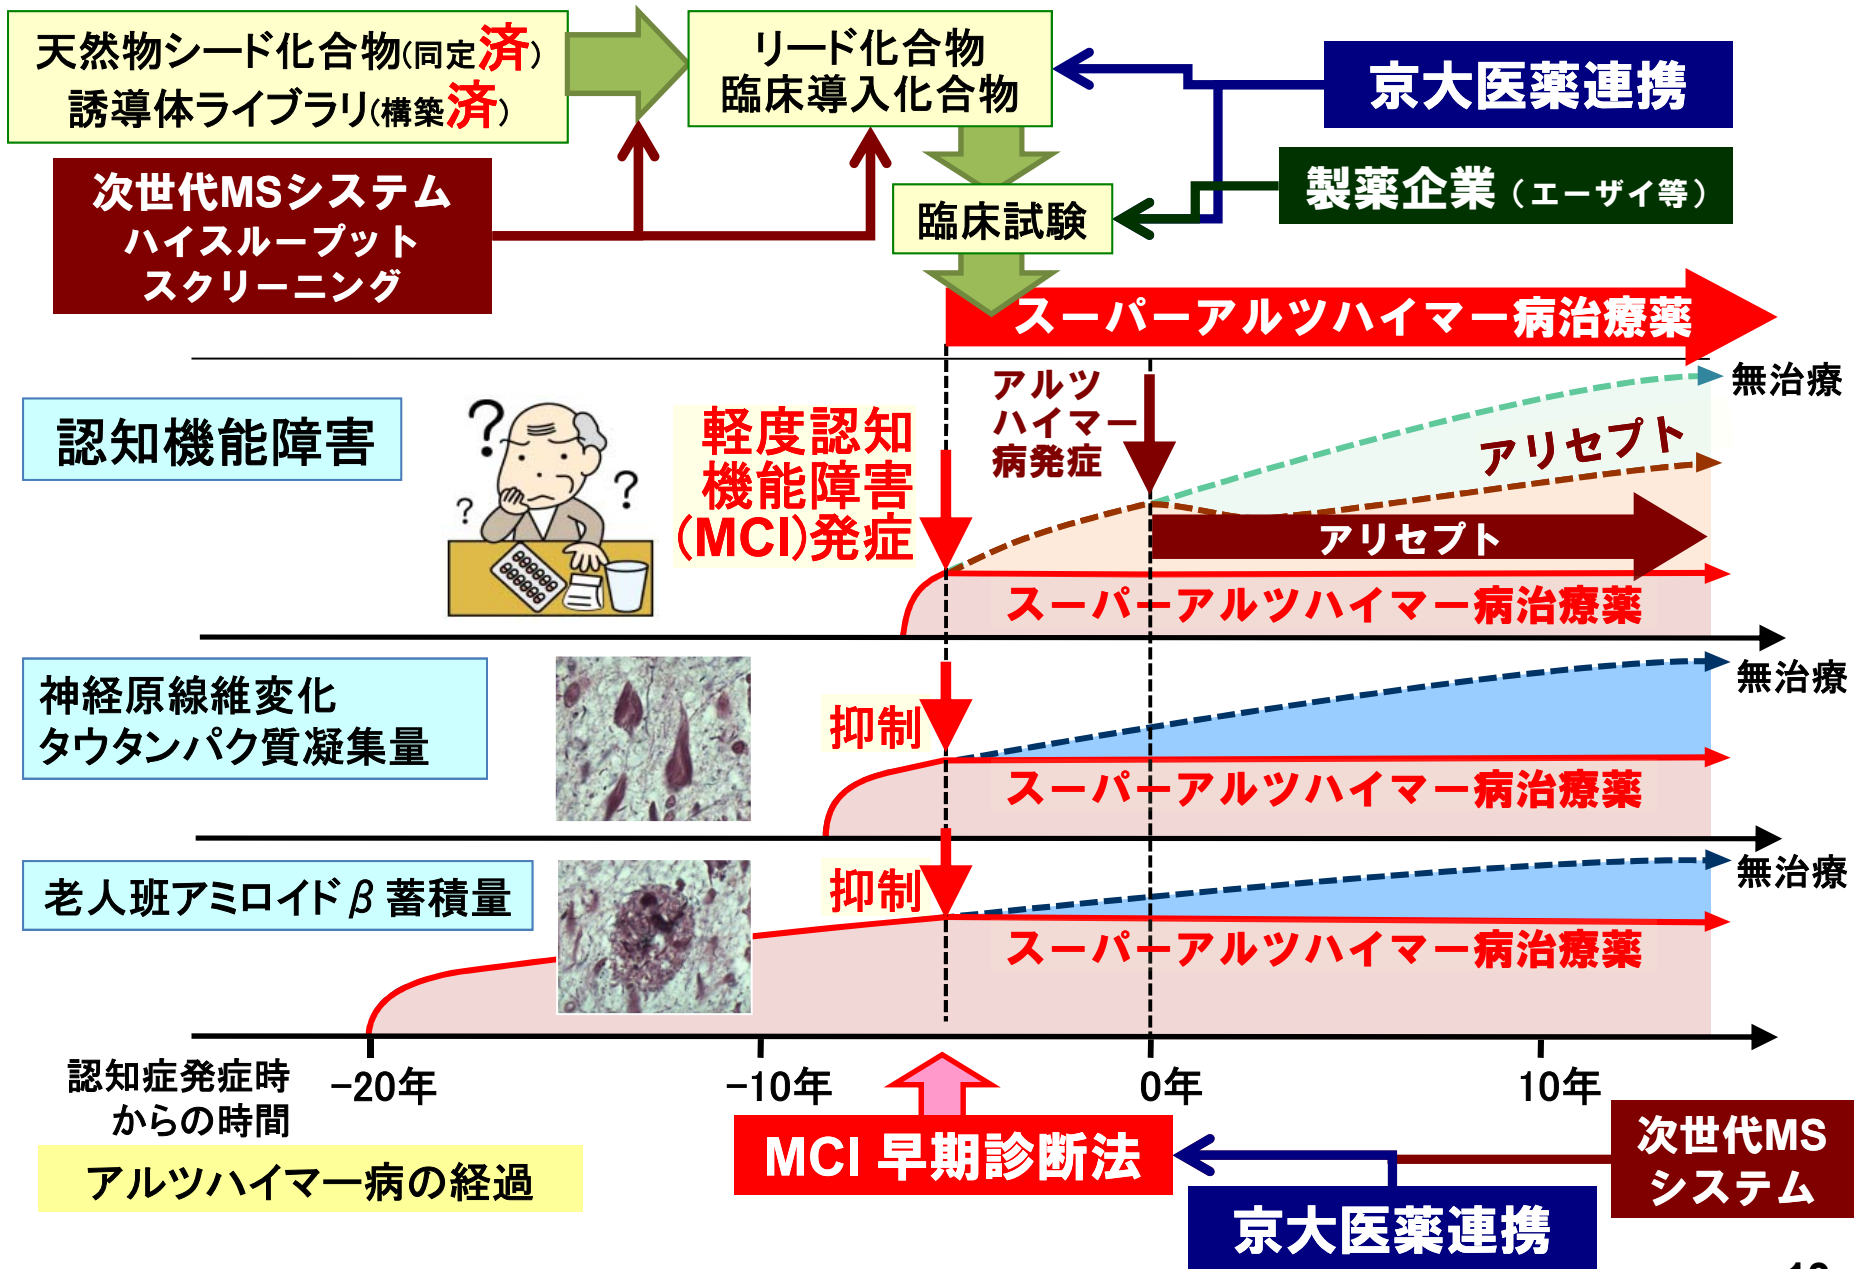 天然物シード化合物(同定済)
誘導体ライブラリ(構築済)
リード化合物
臨床導入化合物
京大医薬連携
製薬企業(エーザイ等)
次世代MSシステム
ハイスループット
スクリーニング
臨床試験
スーパーアルツハイマー病治療薬
認知機能障害
?
?
?
軽度認知
機能障害
(MCI)発症
アルツ
ハイマー
病発症
無治療
アリセプト
アリセプト
スーパーアルツハイマー病治療薬
神経原線維変化
タウタンパク質凝集量
抑制
無治療
スーパーアルツハイマー病治療薬
老人班アミロイドβ蓄積量
抑制
無治療
スーパーアルツハイマー病治療薬
認知症発症時
からの時間
-20年
-10年
0年
10年
アルツハイマー病の経過
MCI 早期診断法
次世代MS
システム
京大医薬連携